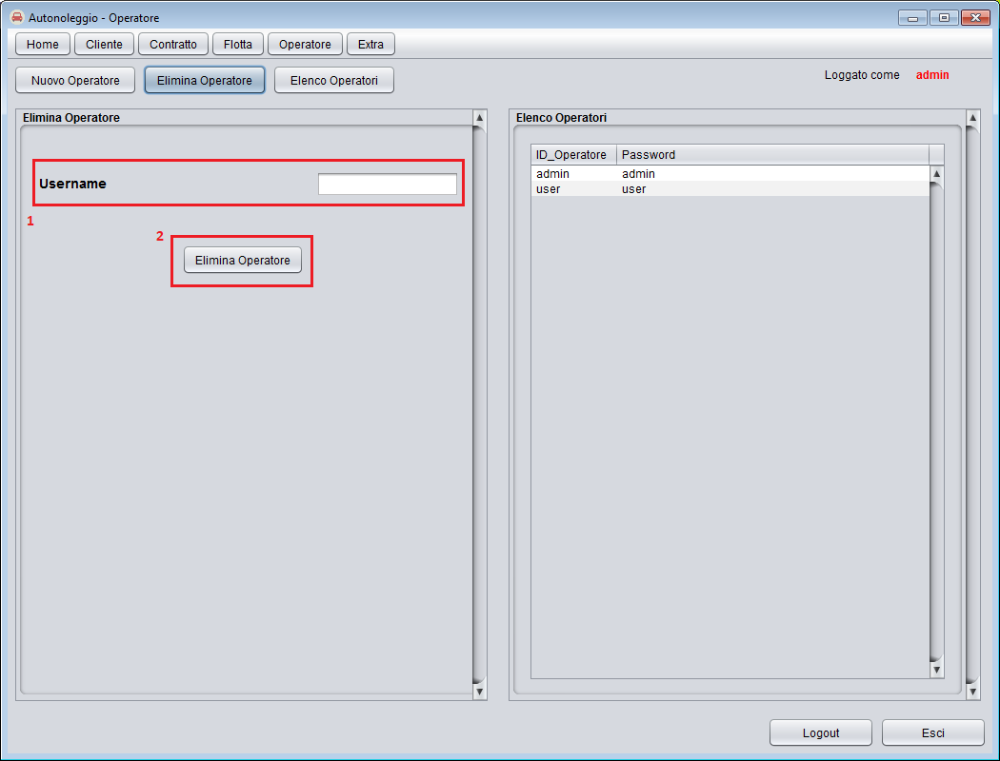 Autonoleggio - Operatore
Home Cliente Contratto Flotta Operatore Extra
Nuovo Operatore Elimina Operatore Elenco Operatori
Loggato come admin
Elimina Operatore
Username
1
2
Elimina Operatore
Elenco Operatori
ID_Operatore Password
admin admin
user user
Logout Esci